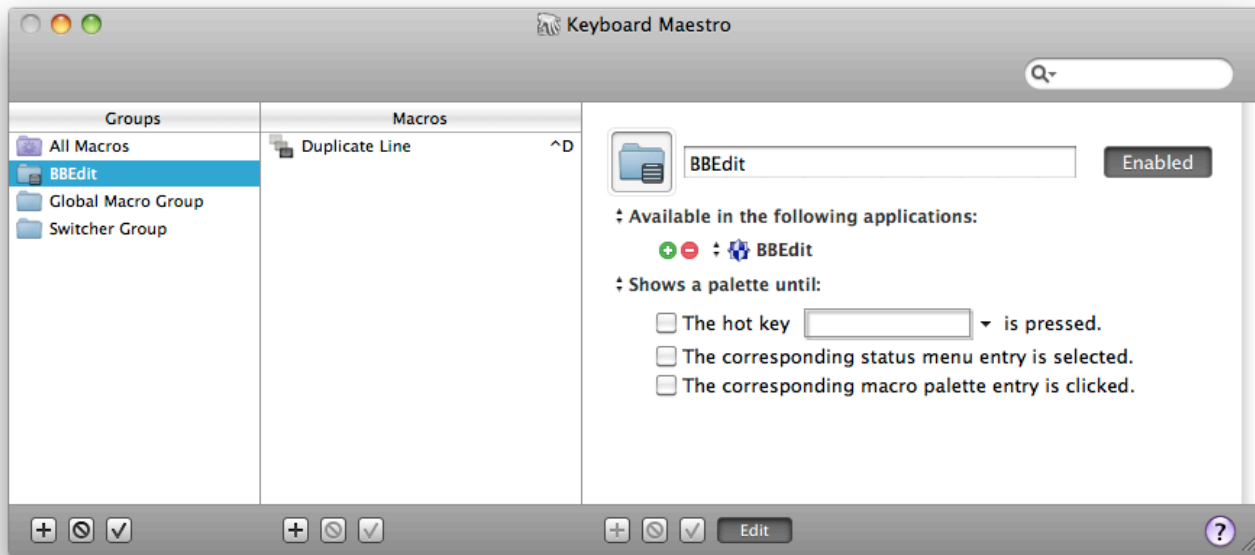 Keyboard Maestro
Groups
Macros
All Macros
BBEdit
Global Macro Group
Switcher Group
Duplicate Line ^D
BBEdit
Enabled
Available in the following applications:
BBEdit
Shows a palette until:
The hot key is pressed.
The corresponding status menu entry is selected.
The corresponding macro palette entry is clicked.
Edit
?